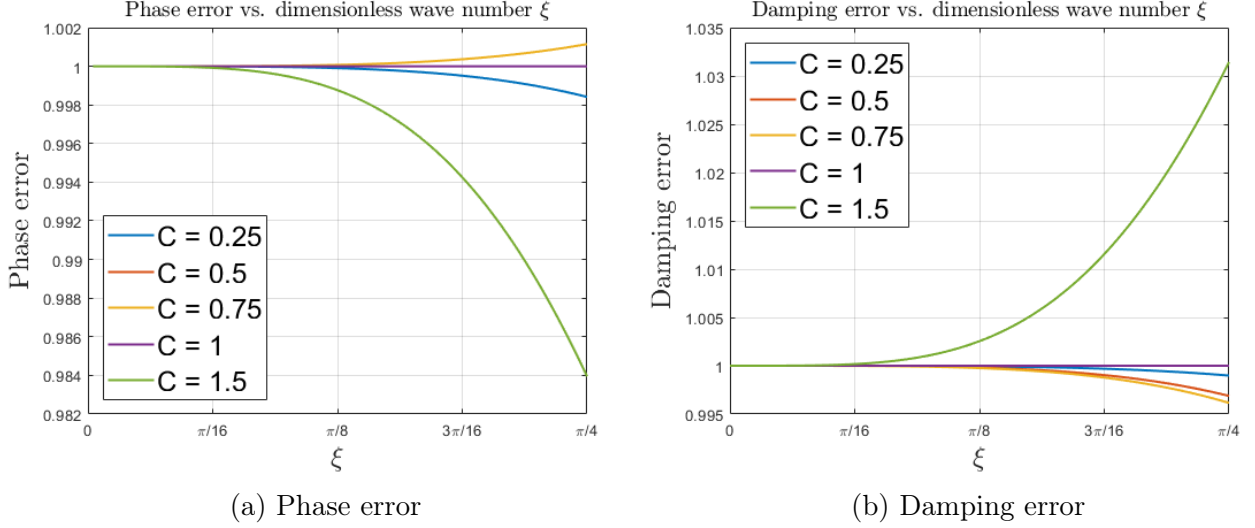 Phase error vs. dimensionless wave number ξ
1.002
1
0.998
0.996
0.994
0.992
0.99
0.988
0.986
0.984
0.982
Phase error
C = 0.25
C = 0.5
C = 0.75
C = 1
C = 1.5
0 π/16 π/8 3π/16 π/4
ξ
(a) Phase error
Damping error vs. dimensionless wave number ξ
1.035
1.03
1.025
1.02
1.015
1.01
1.005
1
0.995
Damping error
C = 0.25
C = 0.5
C = 0.75
C = 1
C = 1.5
0 π/16 π/8 3π/16 π/4
ξ
(b) Damping error